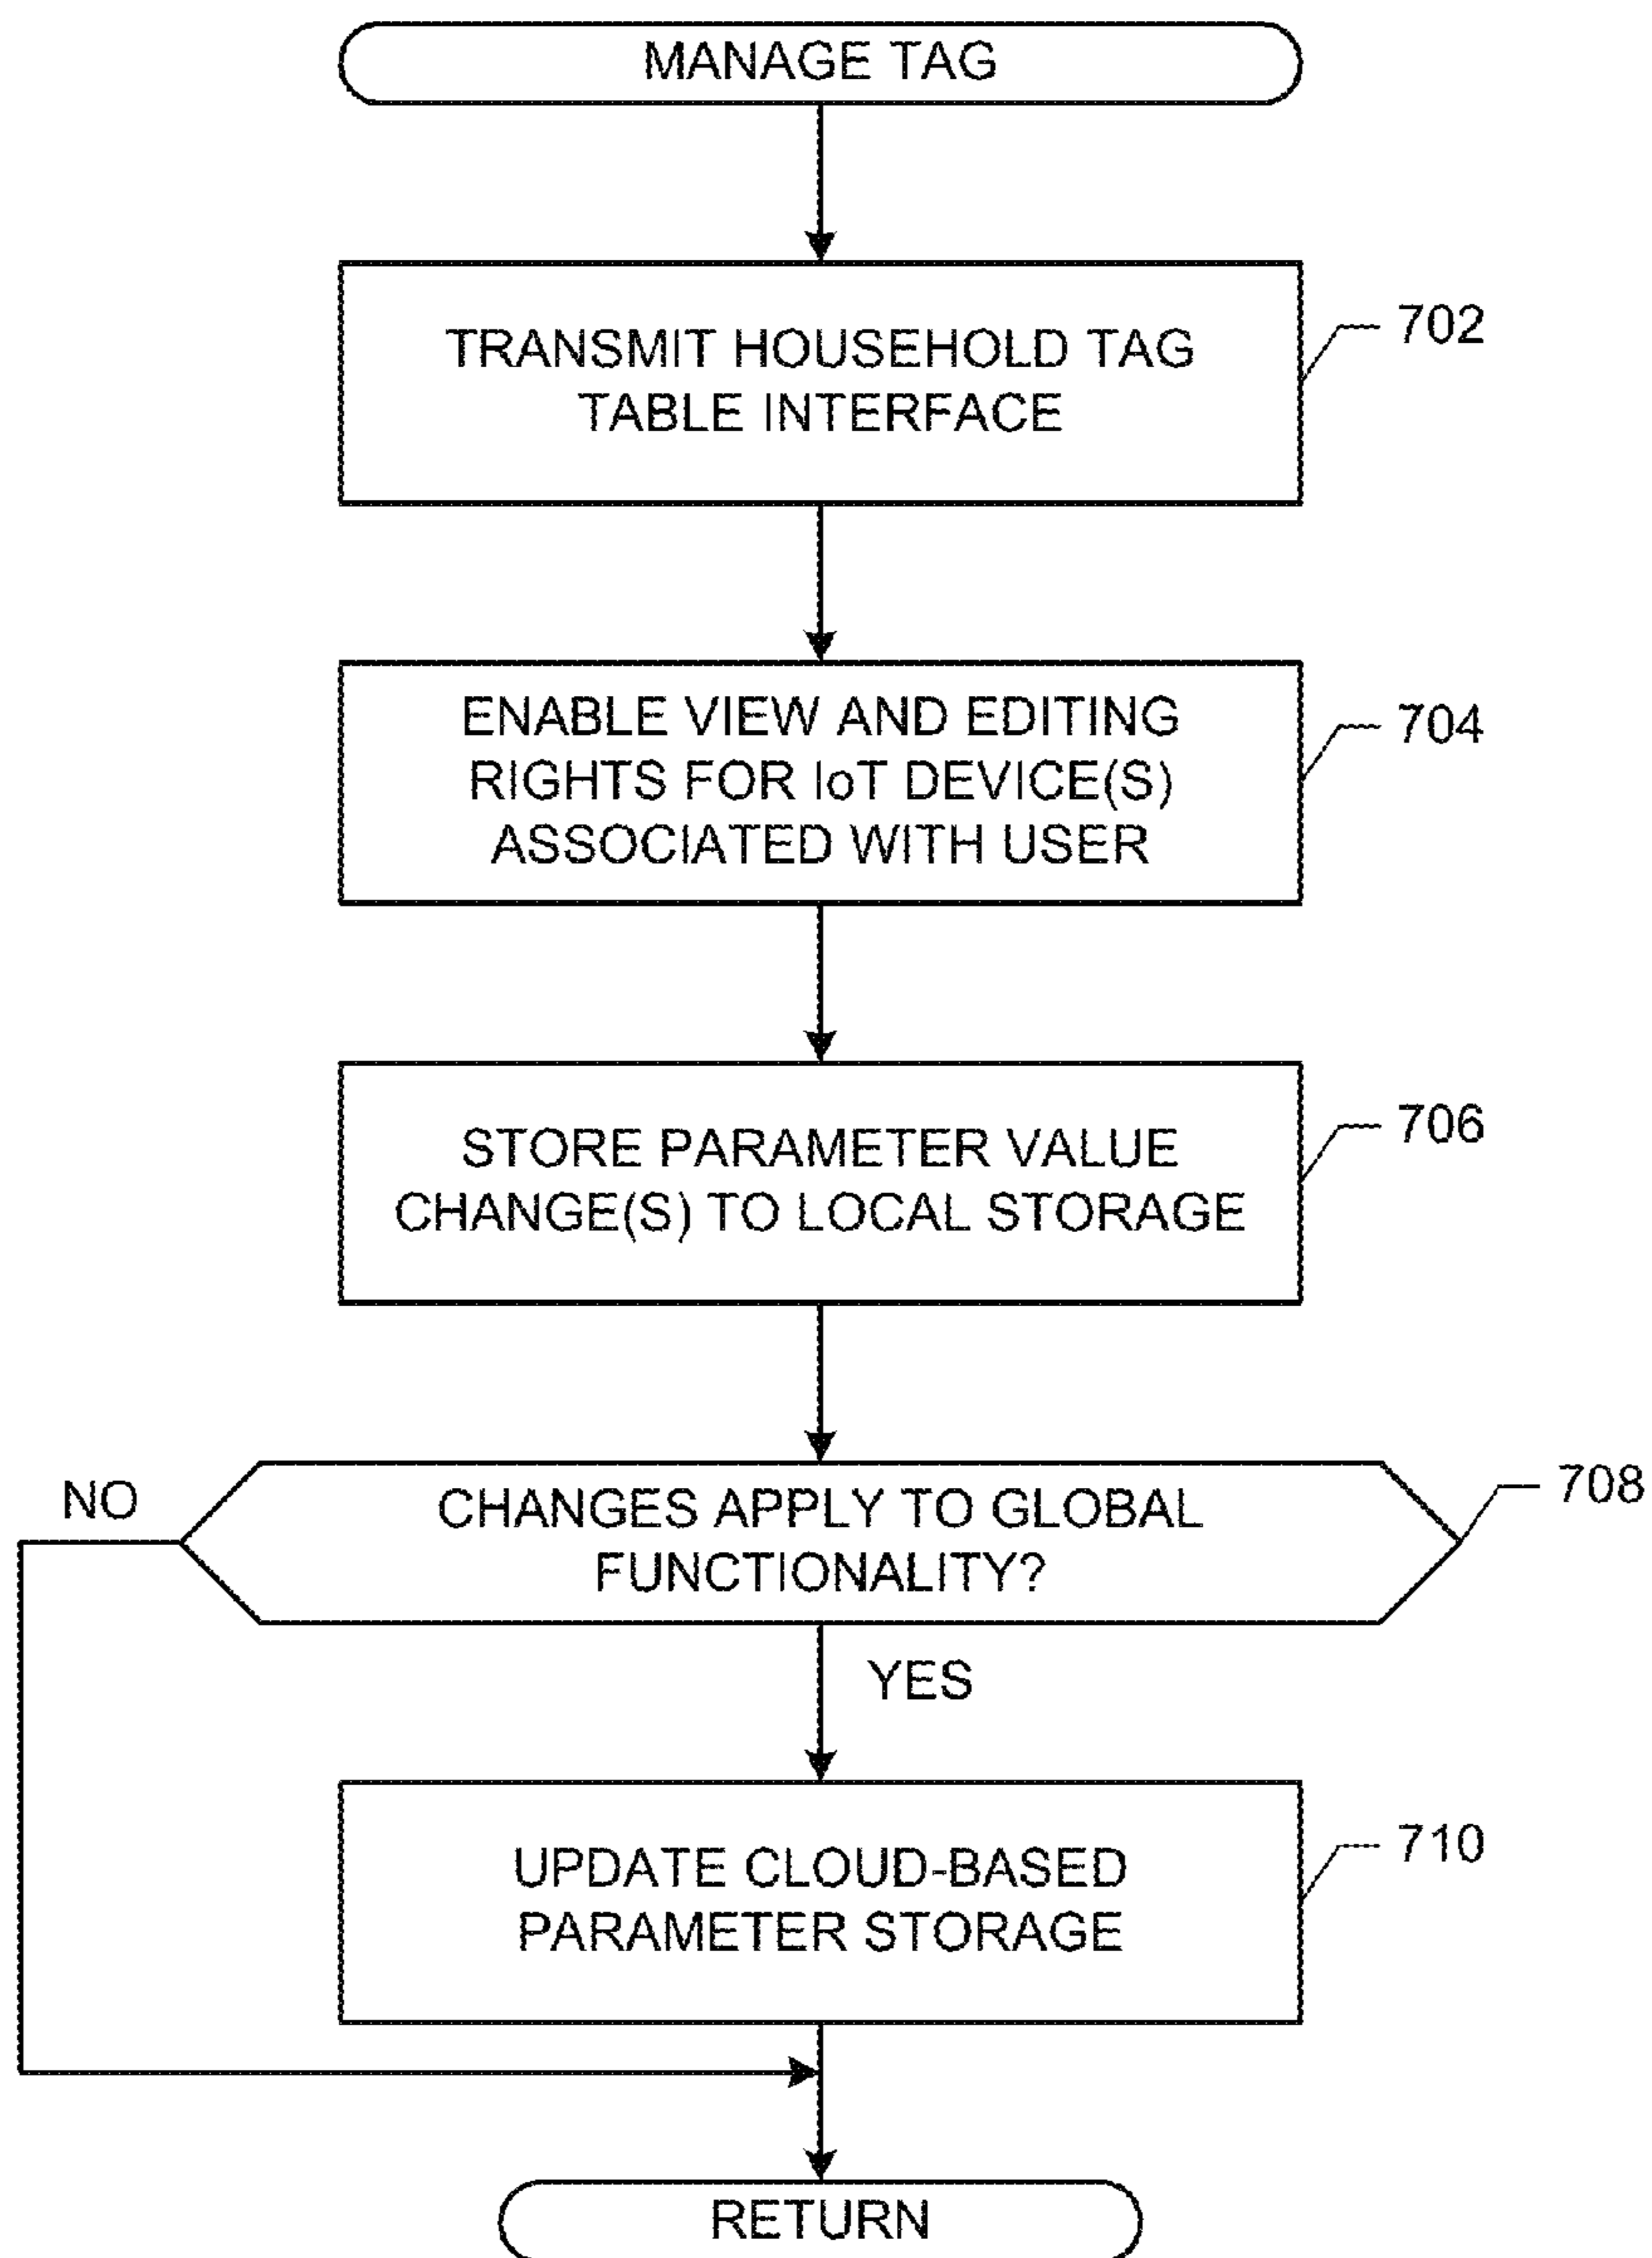 MANAGE TAG
TRANSMIT HOUSEHOLD TAG
TABLE INTERFACE
702
ENABLE VIEW AND EDITING
RIGHTS FOR IoT DEVICE(S)
ASSOCIATED WITH USER
704
STORE PARAMETER VALUE
CHANGE(S) TO LOCAL STORAGE
706
CHANGES APPLY TO GLOBAL
FUNCTIONALITY?
708
NO
YES
UPDATE CLOUD-BASED
PARAMETER STORAGE
710
RETURN